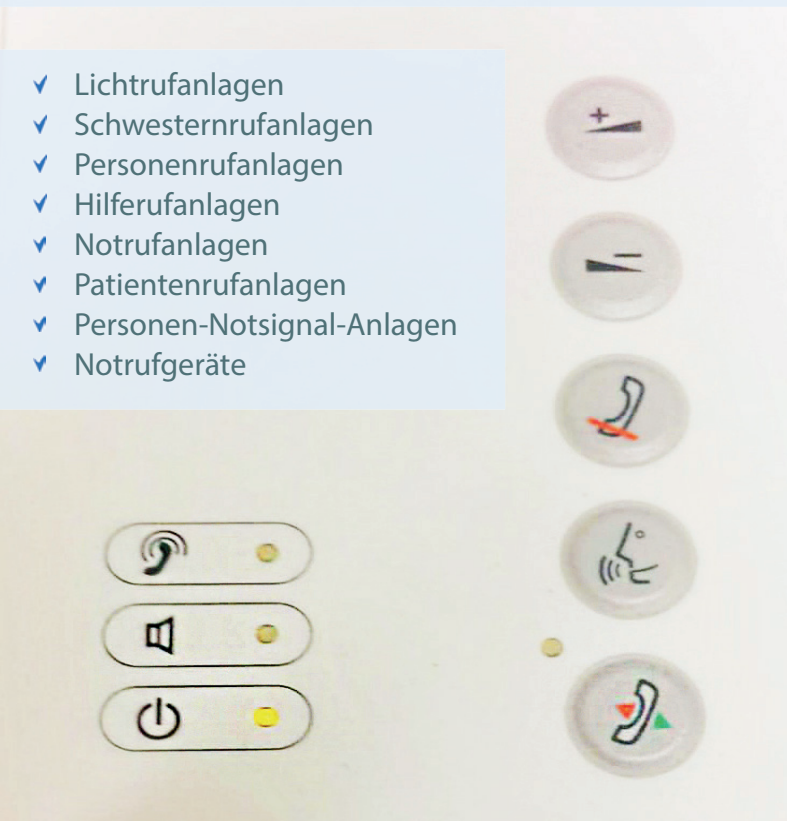 Lichtrufanlagen
Schwesternrufanlagen
Personenrufanlagen
Hilferufanlagen
Notrufanlagen
Patientenrufanlagen
Personen-Notsignal-Anlagen
Notrufgeräte